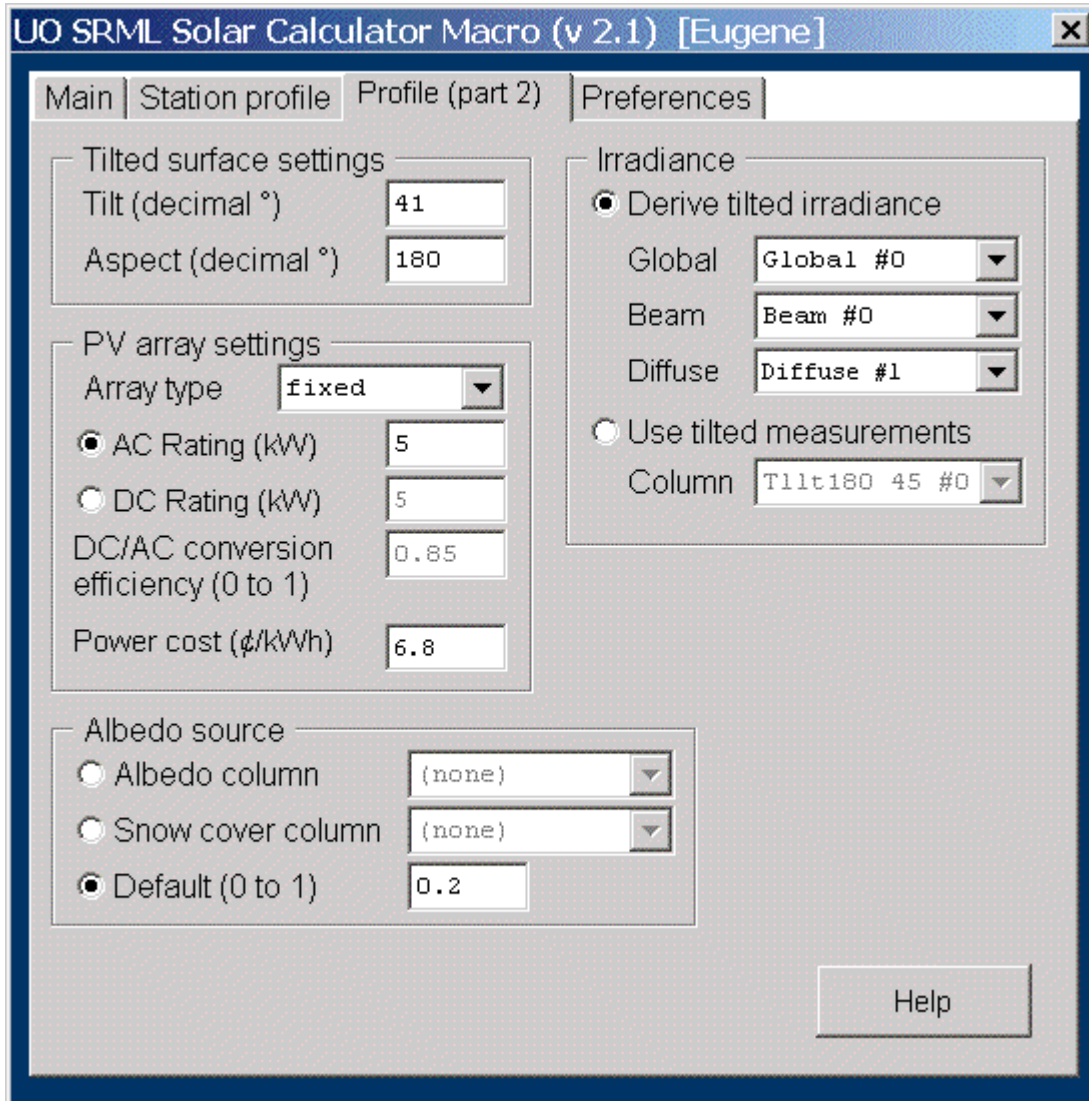 UO SRML Solar Calculator Macro (v 2.1) [Eugene]
Main
Station profile
Profile (part 2)
Preferences
Tilted surface settings
Tilt (decimal °)
41
Aspect (decimal °)
180
PV array settings
Array type
fixed
AC Rating (kW)
5
DC Rating (kW)
5
DC/AC conversion
efficiency (0 to 1)
0.85
Power cost (¢/kWh)
6.8
Irradiance
Derive tilted irradiance
Global
Global #0
Beam
Beam #0
Diffuse
Diffuse #1
Use tilted measurements
Column
Tllt180 45 #0
Albedo source
Albedo column
(none)
Snow cover column
(none)
Default (0 to 1)
0.2
Help